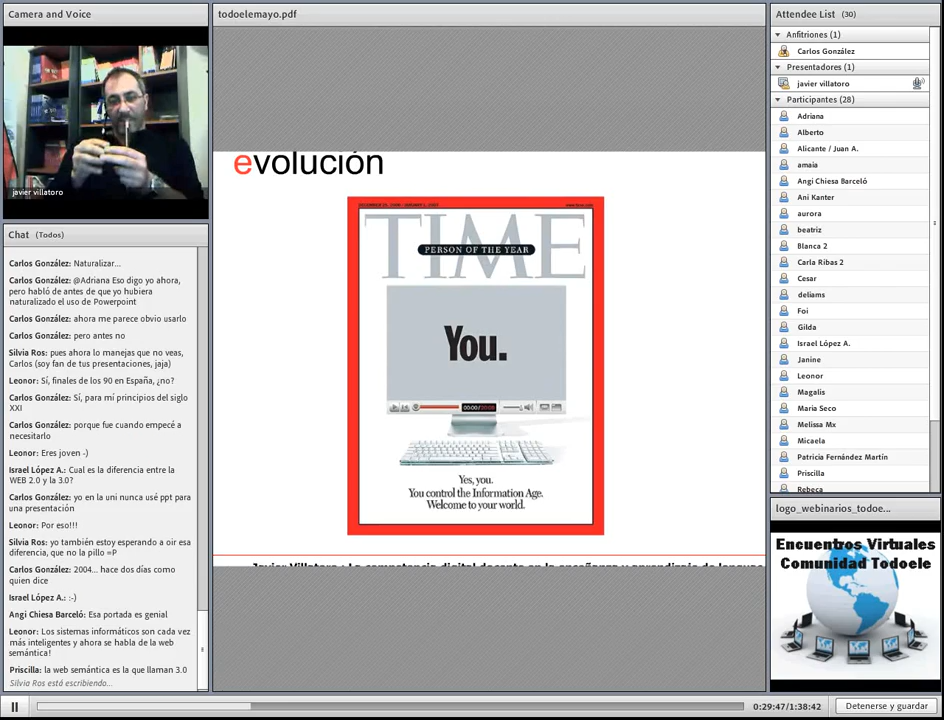 Camera and Voice
javier villatoro
Chat (Todos)
Carlos González: Naturalizar...
Carlos González: @Adriana Eso digo yo ahora,
pero habló de antes de que yo hubiera
naturalizado el uso de Powerpoint
Carlos González: ahora me parece obvio usarlo
Carlos González: pero antes no
Silvia Ros: pues ahora lo manejas que no veas,
Carlos (soy fan de tus presentaciones, jaja)
Leonor: Sí, finales de los 90 en España, ¿no?
Carlos González: Sí, para mí principios del siglo
XXI
Carlos González: porque fue cuando empecé a
necesitarlo
Leonor: Eres joven -)
Israel López A.: Cual es la diferencia entre la
WEB 2.0 y la 3.0?
Carlos González: yo en la uni nunca usé ppt para
una presentación
Leonor: Por eso!!!
Silvia Ros: yo también estoy esperando a oir esa
diferencia, que no la pillo =P
Carlos González: 2004... hace dos días como
quien dice
Israel López A.: :-)
Angi Chiesa Barceló: Esa portada es genial
Leonor: Los sistemas informáticos son cada vez
más inteligentes y ahora se habla de la web
semántica!
Priscilla: la web semántica es la que llaman 3.0
Silvia Ros está escribiendo...
todoelemayo.pdf
evolución
TIME
PERSON OF THE YEAR
You.
Yes, you.
You control the Information Age.
Welcome to your world.
Javier Villatoro : La competencia digital docente en la enseñanza y aprendizaje de lenguas
Attendee List (30)
Anfitriones (1)
Carlos González
Presentadores (1)
javier villatoro
Participantes (28)
Adriana
Alberto
Alicante / Juan A.
amaia
Angi Chiesa Barceló
Ani Kanter
aurora
beatriz
Blanca 2
Carla Ribas 2
Cesar
deliams
Foi
Gilda
Israel López A.
Janine
Leonor
Magalis
Maria Seco
Melissa Mx
Micaela
Patricia Fernández Martín
Priscilla
Rebeca
logo_webinarios_todoe...
Encuentros Virtuales
Comunidad Todoele
0:29:47/1:38:42
Detenerse y guardar